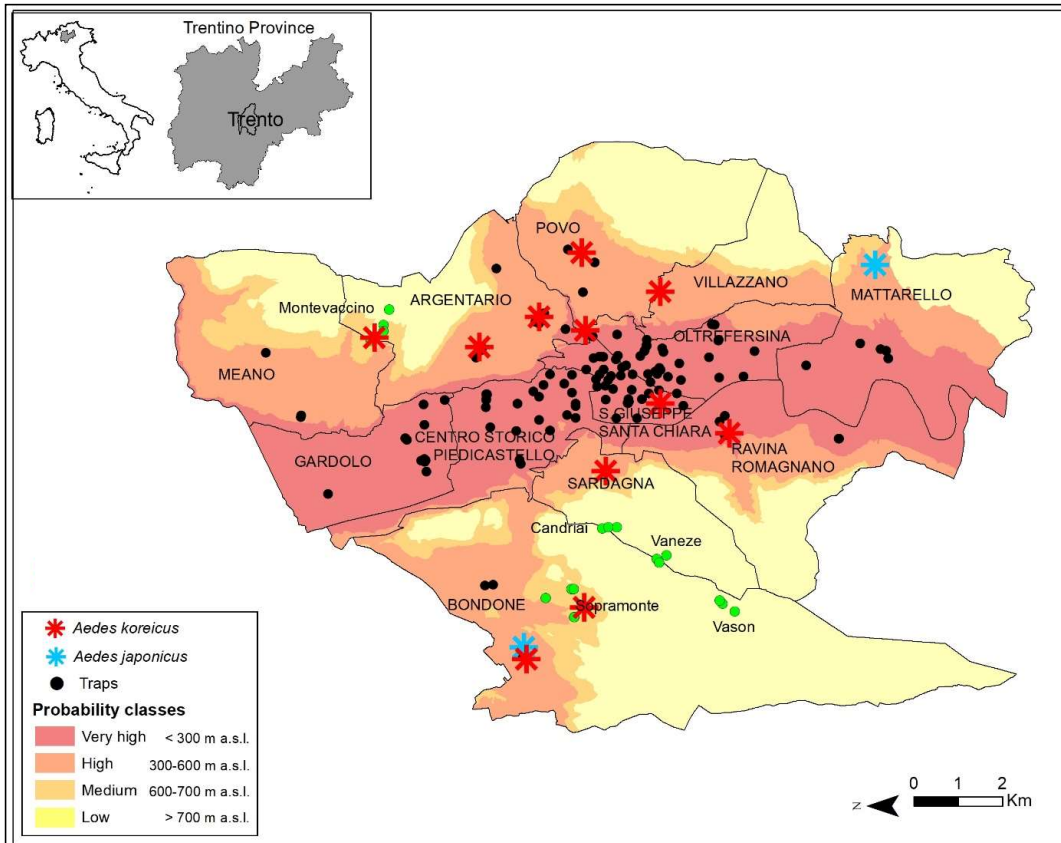 Trentino Province
Trento
POVO
VILLAZZANO
MATTARELLO
Montevaccino
ARGENTARIO
OLTREFERSINA
MEANO
S.GIUSEPPE
SANTA CHIARA
CENTRO STORICO
PIEDICASTELLO
GARDOLO
RAVINA
ROMAGNANO
SARDAGNA
Candriai
Vaneze
BONDONE
Sopramonte
Vason
Aedes koreicus
Aedes japonicus
Traps
Probability classes
Very high < 300 m a.s.l.
High 300-600 m a.s.l.
Medium 600-700 m a.s.l.
Low > 700 m a.s.l.
0 1 2
Km
N